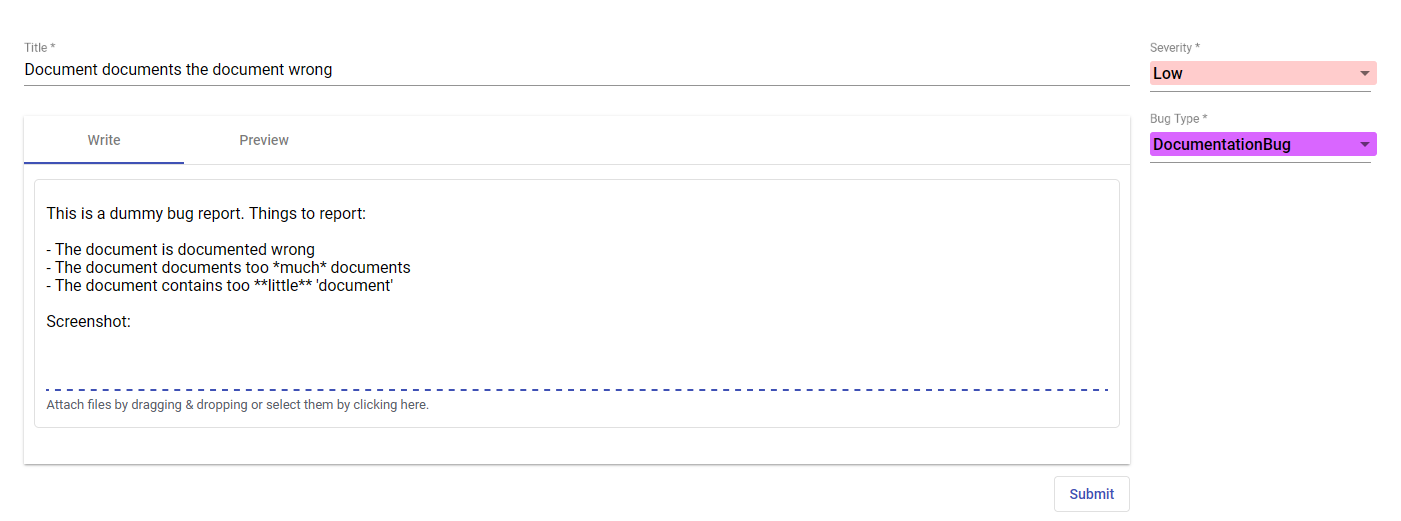 Title *
Document documents the document wrong
Severity *
Low
Bug Type *
DocumentationBug
Write
Preview
This is a dummy bug report. Things to report:
- The document is documented wrong
- The document documents too *much* documents
- The document contains too **little** 'document'
Screenshot:
Attach files by dragging & dropping or select them by clicking here.
Submit